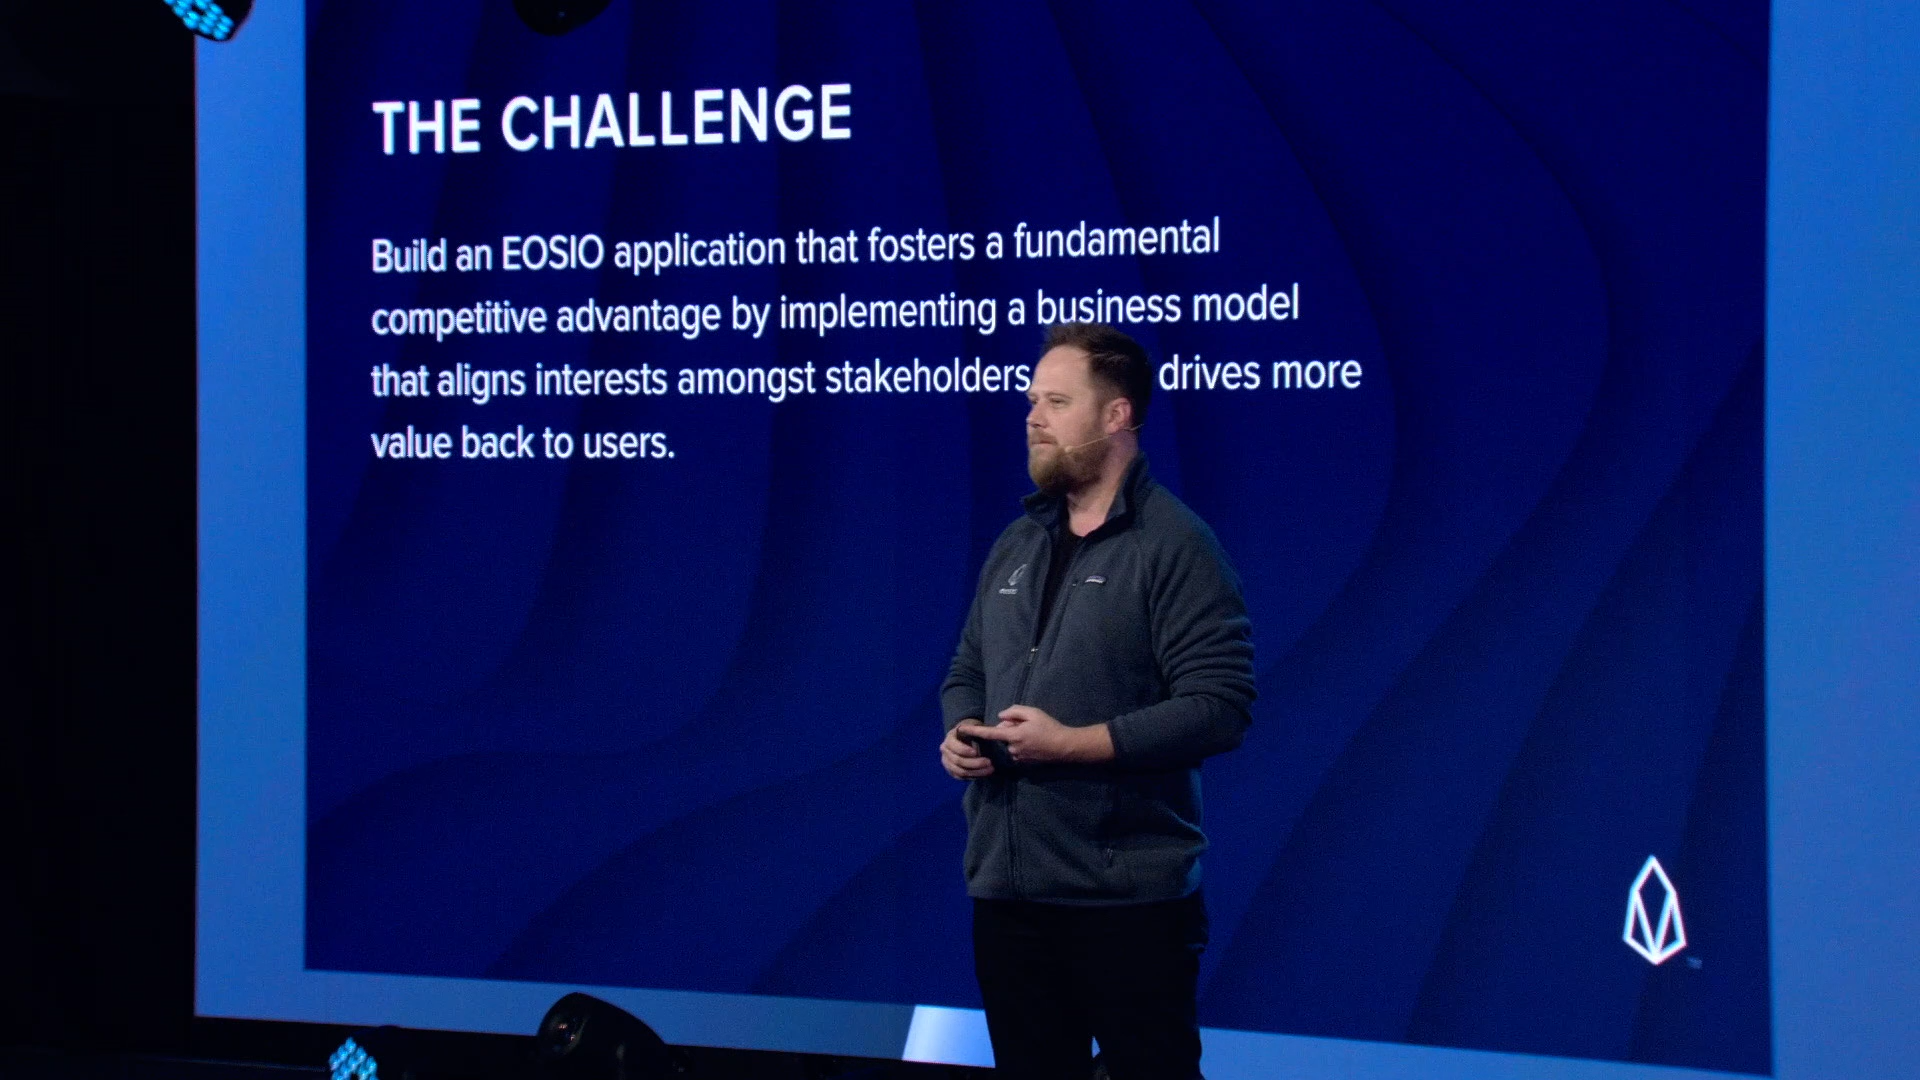 THE CHALLENGE
Build an EOSIO application that fosters a fundamental
competitive advantage by implementing a business model
that aligns interests amongst stakeholders drives more
value back to users.